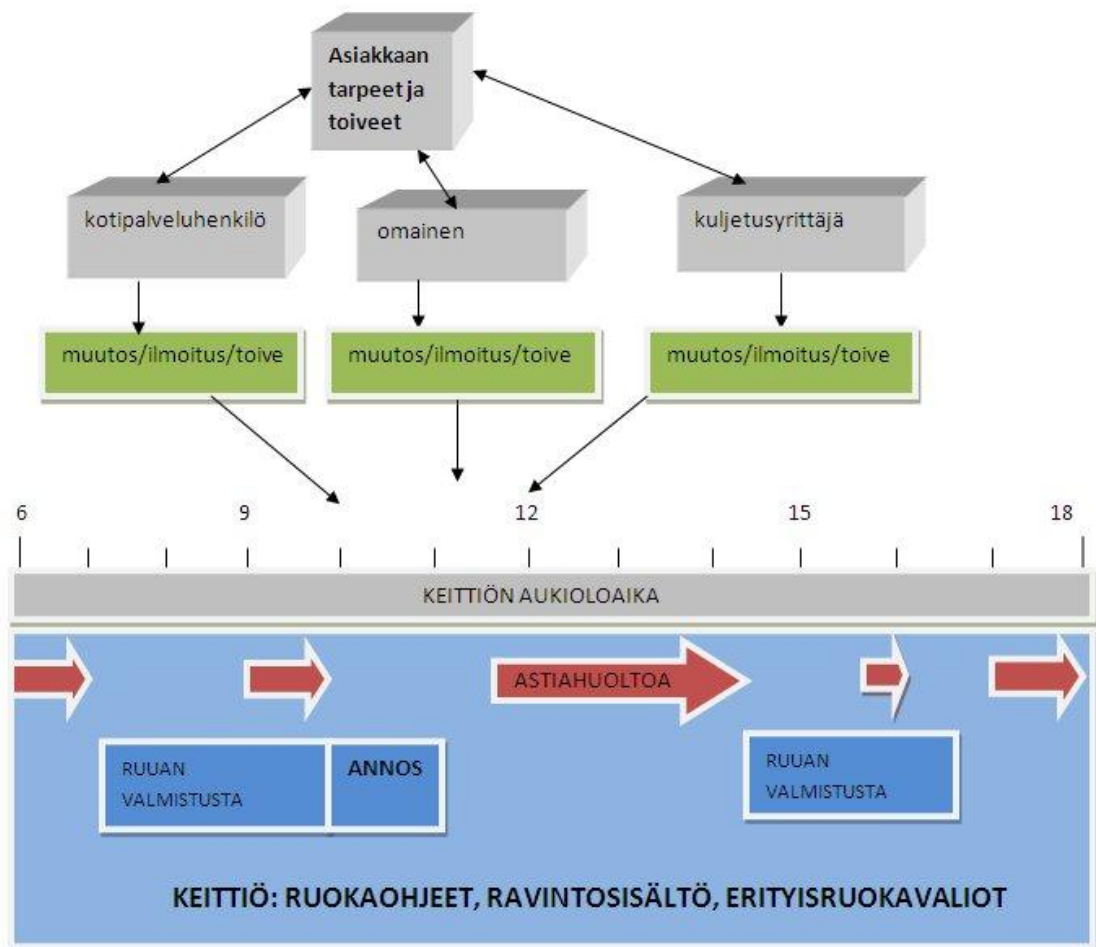 Asiakkaan
tarpeet ja
toiveet
kotipalveluhenkilö
omainen
kuljetusyrittäjä
muutos/ilmoitus/toive
muutos/ilmoitus/toive
muutos/ilmoitus/toive
6 9 12 15 18
KEITTIÖN AUKIOLOAIKA
ASTIAHUOLTOA
RUUAN
VALMISTUSTA
ANNOS
RUUAN
VALMISTUSTA
KEITTIÖ: RUOKAOHJEET, RAVINTOSISÄLTÖ, ERITYISRUOKAVALIOT